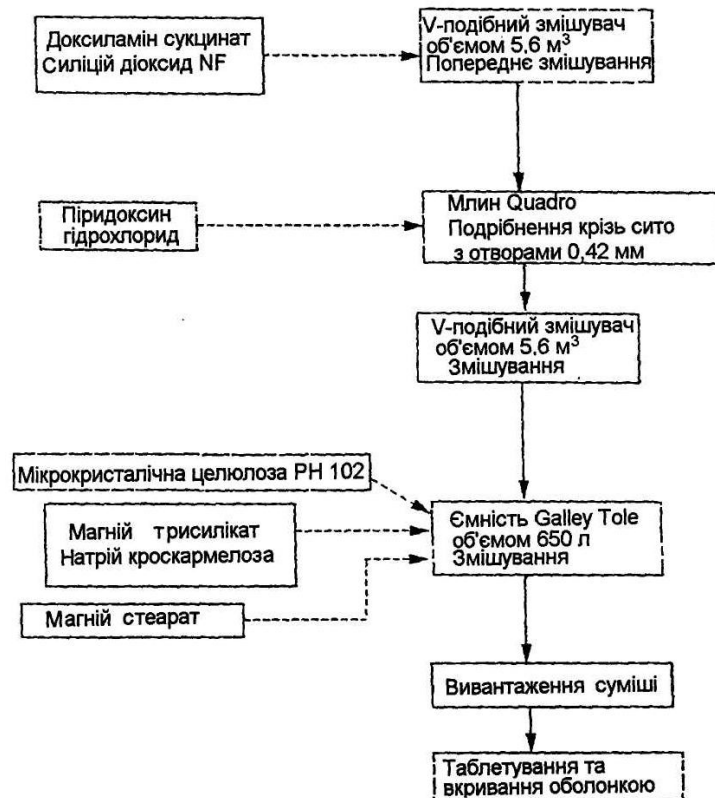 Доксиламін сукцинат
Силіцій діоксид NF
V-подібний змішувач
об'ємом 5,6 м³
Попереднє змішування
Піридоксин
гідрохлорид
Млин Quadro
Подрібнення крізь сито
з отворами 0,42 мм
V-подібний змішувач
об'ємом 5,6 м³
Змішування
Мікрокристалічна целюлоза PH 102
Магній трисилікат
Натрій кроскармелоза
Магній стеарат
Ємність Galley Tole
об'ємом 650 л
Змішування
Вивантаження суміші
Таблетування та
вкривання оболонкою